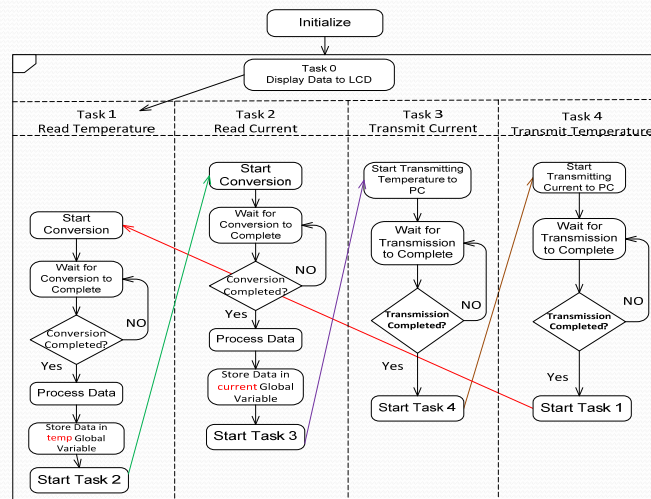 Initialize
Task 0
Display Data to LCD
Task 1
Read Temperature
Task 2
Read Current
Task 3
Transmit Current
Task 4
Transmit Temperature
Start
Conversion
Wait for
Conversion to
Complete
Conversion
Completed?
NO
Yes
Process Data
Store Data in
temp Global
Variable
Start Task 2
Start
Conversion
Wait for
Conversion to
Complete
Conversion
Completed?
NO
Yes
Process Data
Store Data in
current Global
Variable
Start Task 3
Start Transmitting
Temperature to
PC
Wait for
Transmission
to Complete
Transmission
Completed?
NO
Yes
Start Task 4
Start
Transmitting
Current to PC
Wait for
Transmission
to Complete
Transmission
Completed?
NO
Yes
Start Task 1